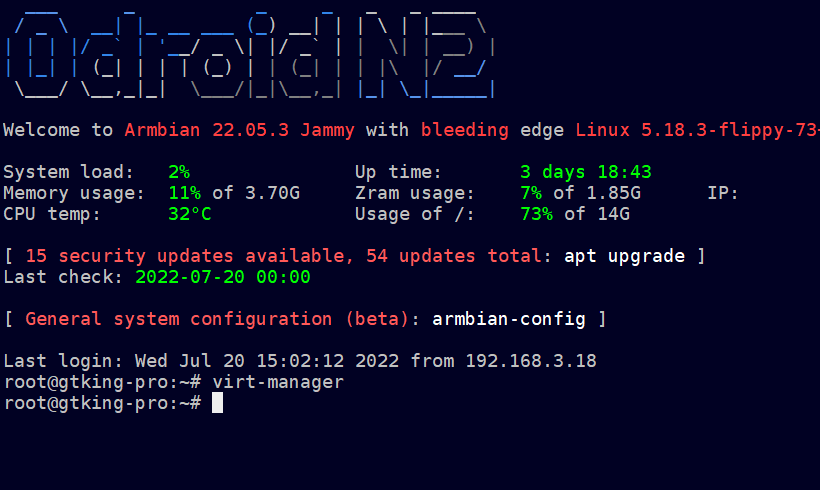 Odroid N2
Welcome to Armbian 22.05.3 Jammy with bleeding edge Linux 5.18.3-flippy-73+
System load: 2% Up time: 3 days 18:43
Memory usage: 11% of 3.70G Zram usage: 7% of 1.85G IP:
CPU temp: 32°C Usage of /: 73% of 14G
[ 15 security updates available, 54 updates total: apt upgrade ]
Last check: 2022-07-20 00:00
[ General system configuration (beta): armbian-config ]
Last login: Wed Jul 20 15:02:12 2022 from 192.168.3.18
root@gtking-pro:~# virt-manager
root@gtking-pro:~#